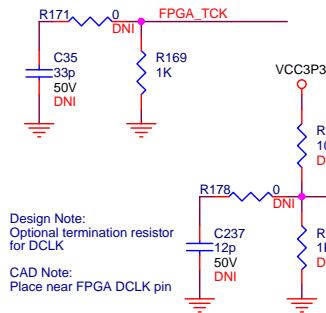 R171 0 FPGA_TCK
DNI
C35
33p
50V
DNI
R169
1K
VCC3P3
R178 0
DNI
C237
12p
50V
DNI
Design Note:
Optional termination resistor
for DCLK
CAD Note:
Place near FPGA DCLK pin